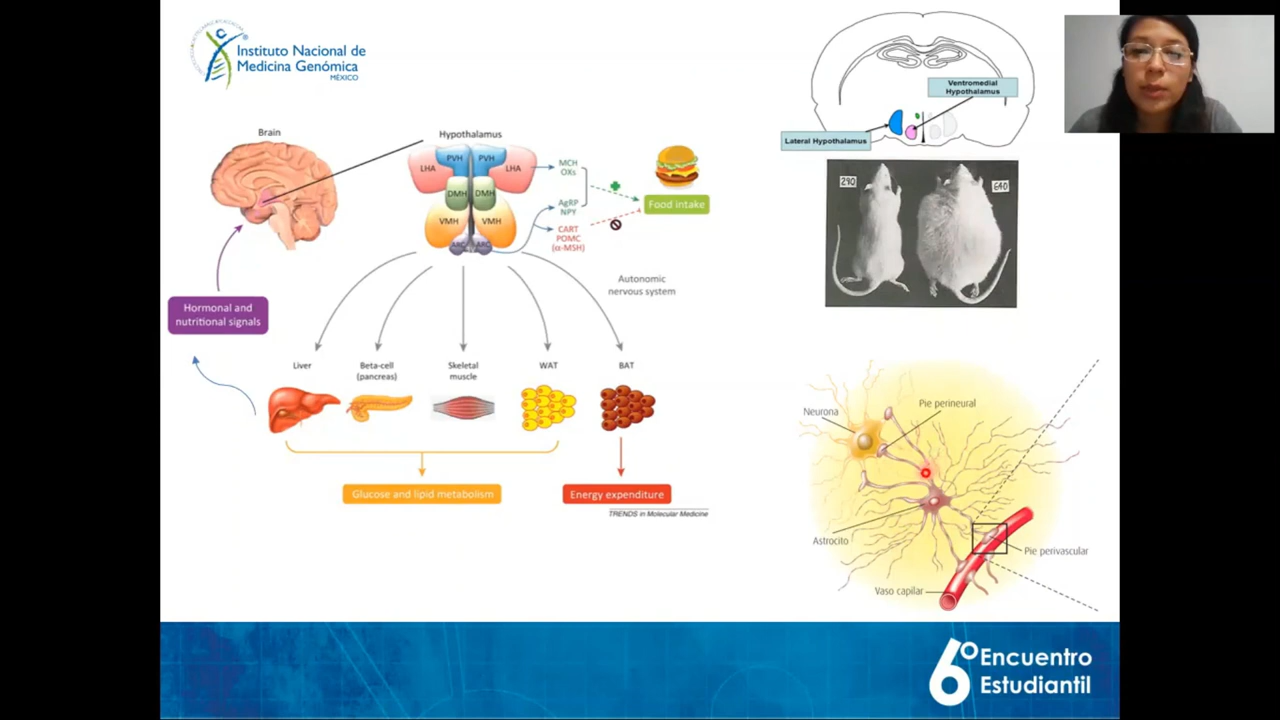 Instituto Nacional de
Medicina Genómica
MÉXICO
Brain
Hypothalamus
LHA
PVH
PVH
LHA
DMH
DMH
VMH
VMH
ARC
ARC
MCH
OXs
AgRP
NPY
CART
POMC
(α-MSH)
Food intake
Autonomic
nervous system
Hormonal and
nutritional signals
Liver
Beta-cell
(pancreas)
Skeletal
muscle
WAT
BAT
Glucose and lipid metabolism
Energy expenditure
TRENDS in Molecular Medicine
Ventromedial
Hypothalamus
Lateral Hypothalamus
290
640
Neurona
Pie perineural
Astrocito
Pie perivascular
Vaso capilar
6º Encuentro
Estudiantil